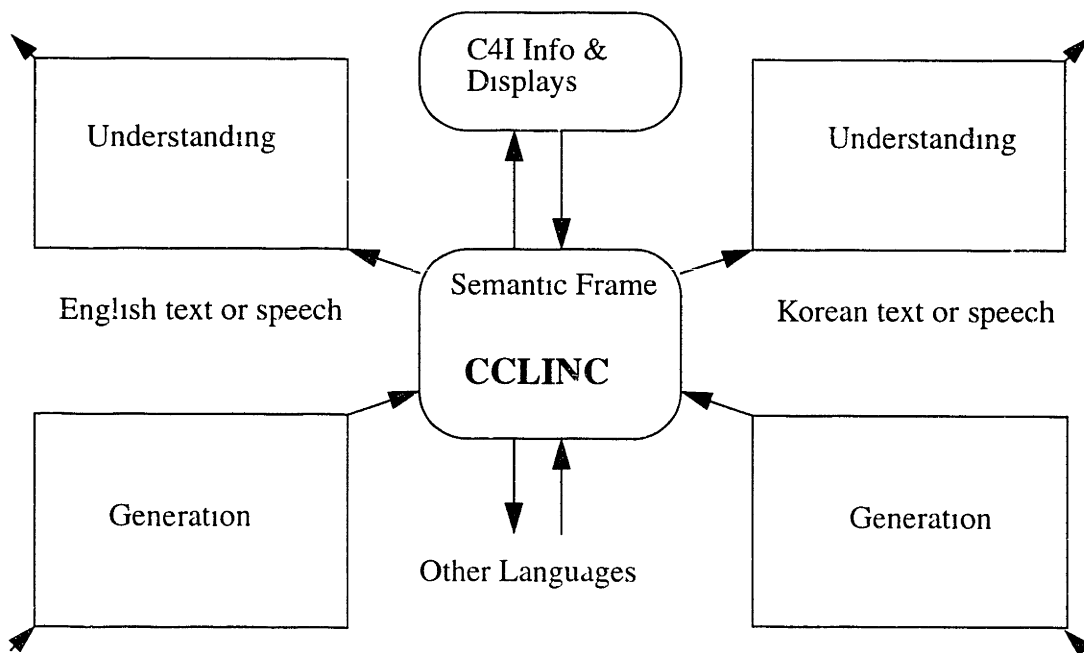 C4I Info &
Displays
Understanding
Understanding
Semantic Frame
English text or speech
Korean text or speech
CCLINC
Generation
Generation
Other Languages